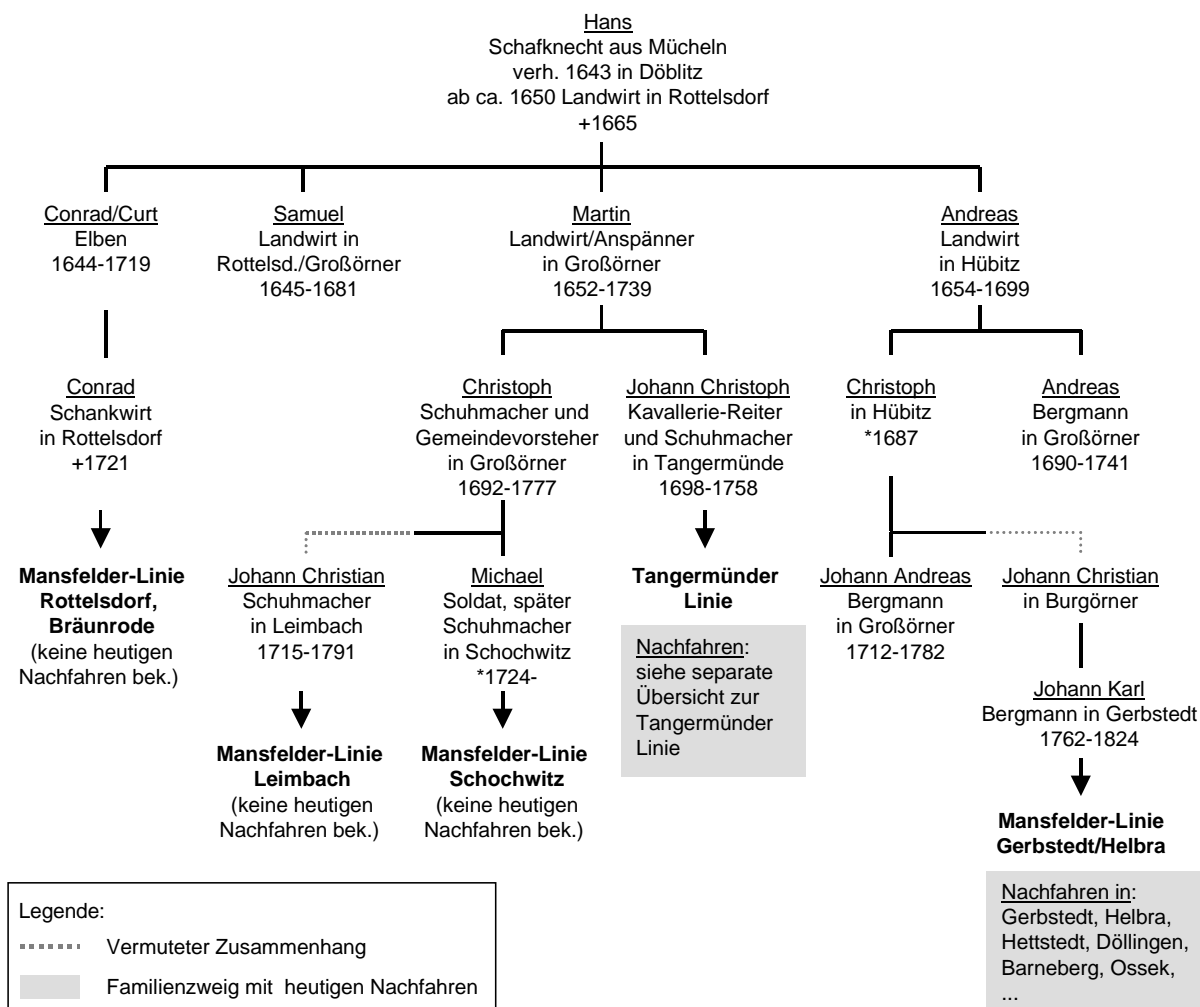 Hans
Schafknecht aus Mücheln
verh. 1643 in Döblitz
ab ca. 1650 Landwirt in Rottelsdorf
+1665
Conrad/Curt
Elben
1644-1719
Samuel
Landwirt in
Rottelsd./Großörner
1645-1681
Martin
Landwirt/Anspänner
in Großörner
1652-1739
Andreas
Landwirt
in Hübitz
1654-1699
Conrad
Schankwirt
in Rottelsdorf
+1721
Christoph
Schuhmacher und
Gemeindevorsteher
in Großörner
1692-1777
Johann Christoph
Kavallerie-Reiter
und Schuhmacher
in Tangermünde
1698-1758
Christoph
in Hübitz
*1687
Andreas
Bergmann
in Großörner
1690-1741
Mansfelder-Linie
Rottelsdorf,
Bräunrode
(keine heutigen
Nachfahren bek.)
Johann Christian
Schuhmacher
in Leimbach
1715-1791
Michael
Soldat, später
Schuhmacher
in Schochwitz
*1724-
Tangermünder
Linie
Nachfahren:
siehe separate
Übersicht zur
Tangermünder
Linie
Johann Andreas
Bergmann
in Großörner
1712-1782
Johann Christian
in Burgörner
Johann Karl
Bergmann in Gerbstedt
1762-1824
Mansfelder-Linie
Leimbach
(keine heutigen
Nachfahren bek.)
Mansfelder-Linie
Schochwitz
(keine heutigen
Nachfahren bek.)
Mansfelder-Linie
Gerbstedt/Helbra
Nachfahren in:
Gerbstedt, Helbra,
Hettstedt, Döllingen,
Barneberg, Ossek,
...
Legende:
Vermuteter Zusammenhang
Familienzweig mit heutigen Nachfahren